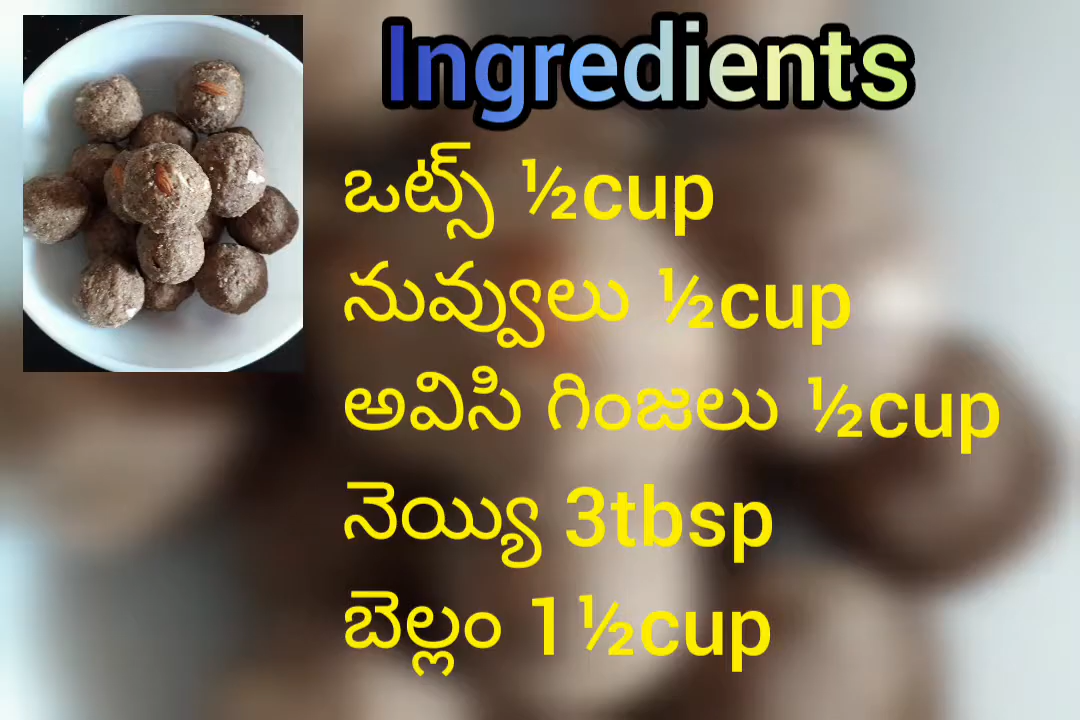 Ingredients
ఒట్స్ ½cup
నువ్వులు ½cup
అవిసి గింజలు ½cup
నెయ్యి 3tbsp
బెల్లం 1½cup